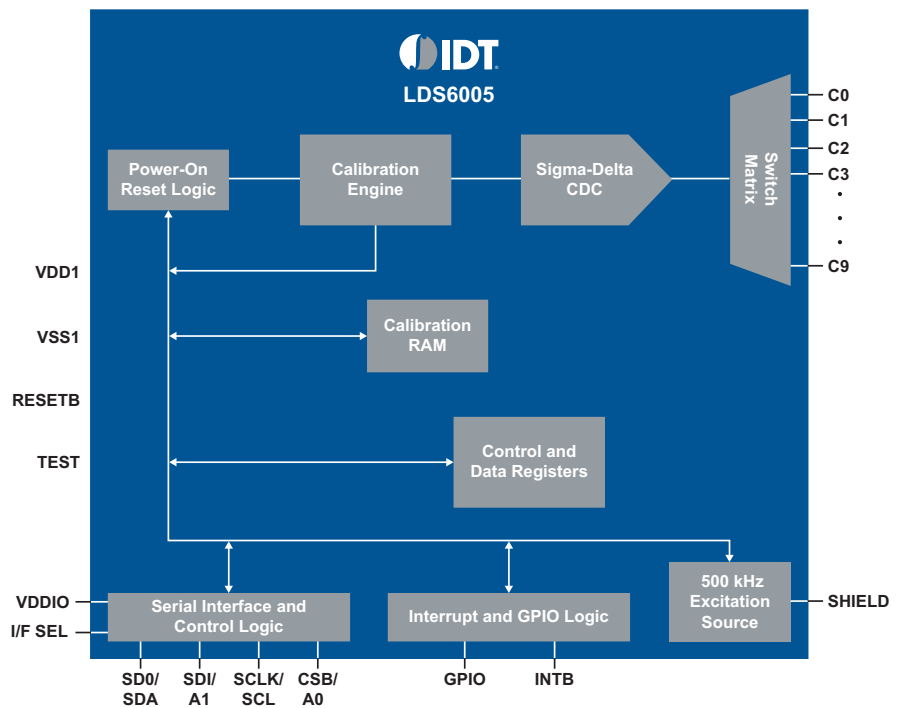 IDT
LDS6005
Power-On
Reset Logic
Calibration
Engine
Sigma-Delta
CDC
Switch
Matrix
C0
C1
C2
C3
C9
VDD1
VSS1
RESETB
TEST
Calibration
RAM
Control and
Data Registers
VDDIO
I/F SEL
Serial Interface and
Control Logic
Interrupt and GPIO Logic
500 kHz
Excitation
Source
SHIELD
SD0/
SDA
SDI/
A1
SCLK/
SCL
CSB/
A0
GPIO
INTB